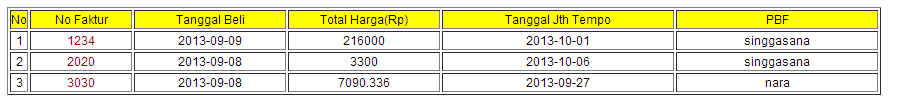 No No Faktur Tanggal Beli Total Harga(Rp) Tanggal Jth Tempo PBF
1 1234 2013-09-09 216000 2013-10-01 singgasana
2 2020 2013-09-08 3300 2013-10-06 singgasana
3 3030 2013-09-08 7090.336 2013-09-27 nara